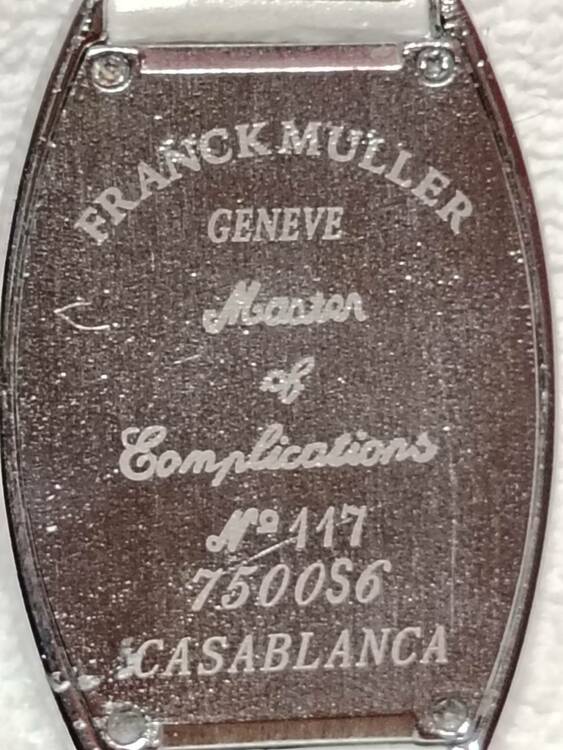 FRANCK MULLER
GENEVE
Master
of
Complications
Nº 117
7500S6
CASABLANCA